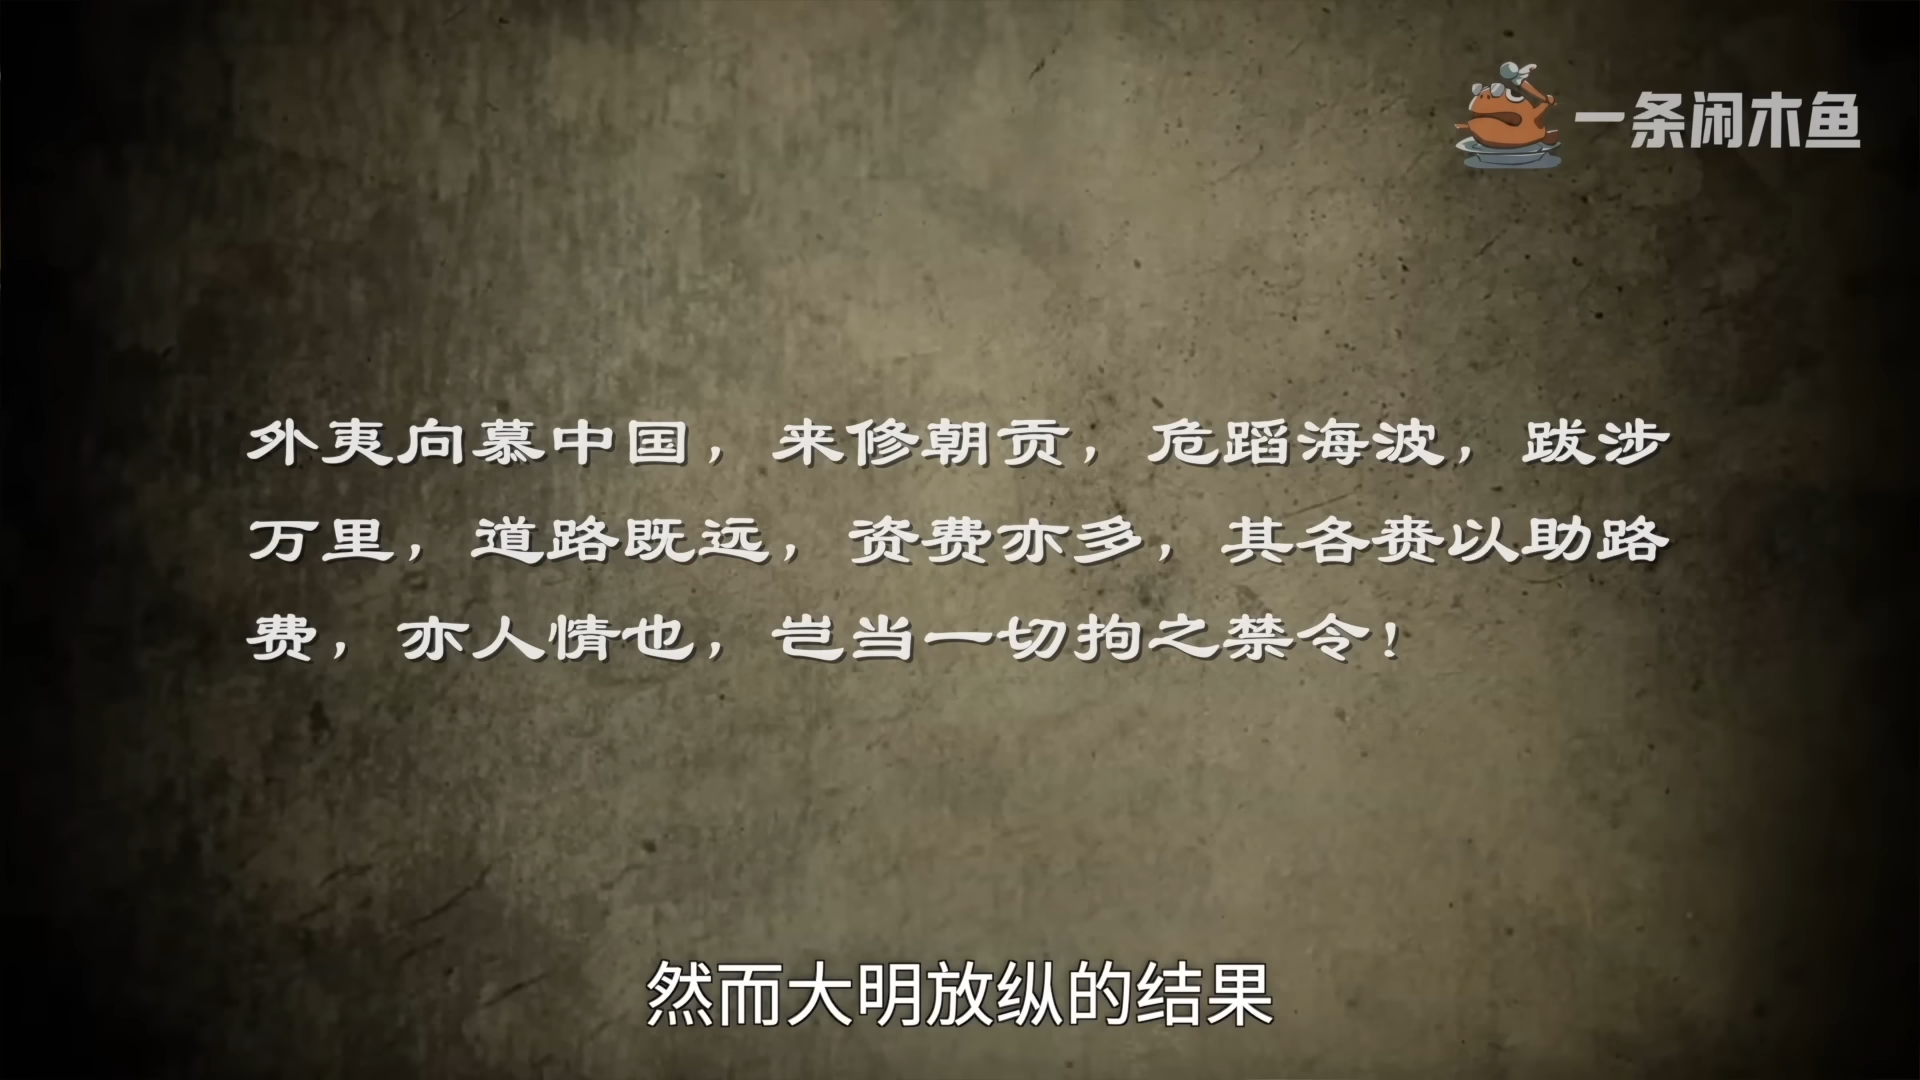 一条闲木鱼
外夷向慕中国，来修朝贡，危蹈海波，跋涉
万里，道路既远，资费亦多，其各赍以助路
费，亦人情也，岂当一切拘之禁令！
然而大明放纵的结果